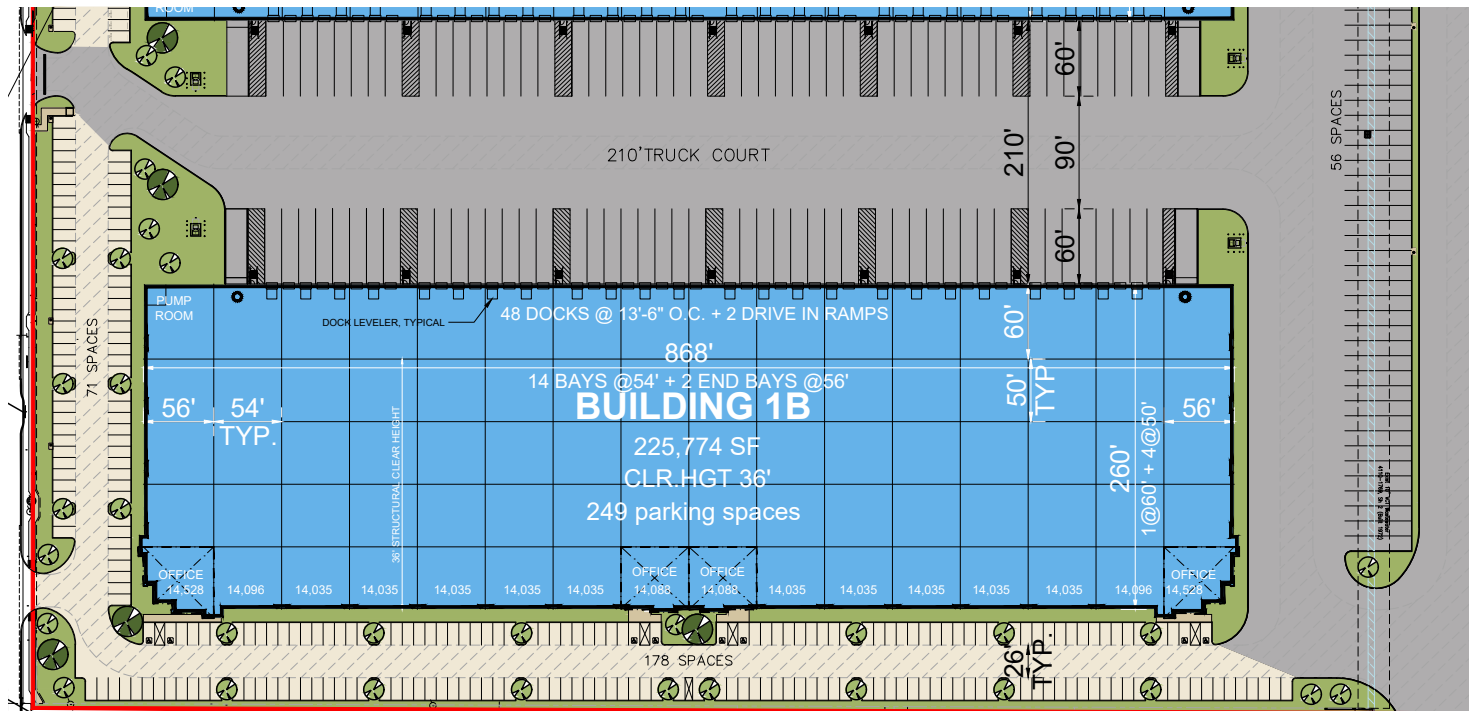 ROOM
60'
56 SPACES
210'
90'
210'TRUCK COURT
60'
PUMP
ROOM
DOCK LEVELER, TYPICAL
48 DOCKS @ 13'-6" O.C. + 2 DRIVE IN RAMPS
60'
71 SPACES
868'
14 BAYS @54' + 2 END BAYS @56'
50'
TYP.
56'
54'
TYP.
BUILDING 1B
56'
36' STRUCTURAL CLEAR HEIGHT
225,774 SF
CLR.HGT 36'
249 parking spaces
260'
1@60' + 4@50'
OFFICE
OFFICE
OFFICE
OFFICE
14,528
14,096
14,035
14,035
14,035
14,035
14,035
14,088
14,088
14,035
14,035
14,035
14,035
14,035
14,096
14,528
178 SPACES
26'
TYP.